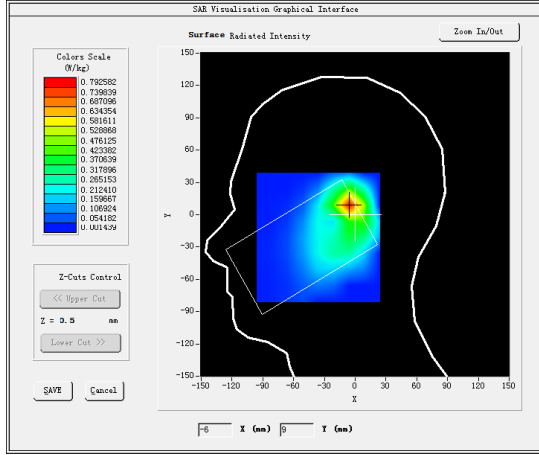 SAR Visualisation Graphical Interface
Surface Radiated Intensity
Zoom In/Out
Colors Scale
(W/kg)
0.792582
0.739839
0.687096
0.634354
0.581611
0.528868
0.476125
0.423382
0.370639
0.317896
0.265153
0.212410
0.159667
0.106924
0.054182
0.001439
Z-Cuts Control
<< Upper Cut
Z = 3.5 mm
Lower Cut >>
SAVE Cancel
150
90
60
30
0
-30
-60
-90
-120
-150
Y
-150 -120 -90 -60 -30 0 30 60 90 120 150
X
-6 X (mm) 9 Y (mm)